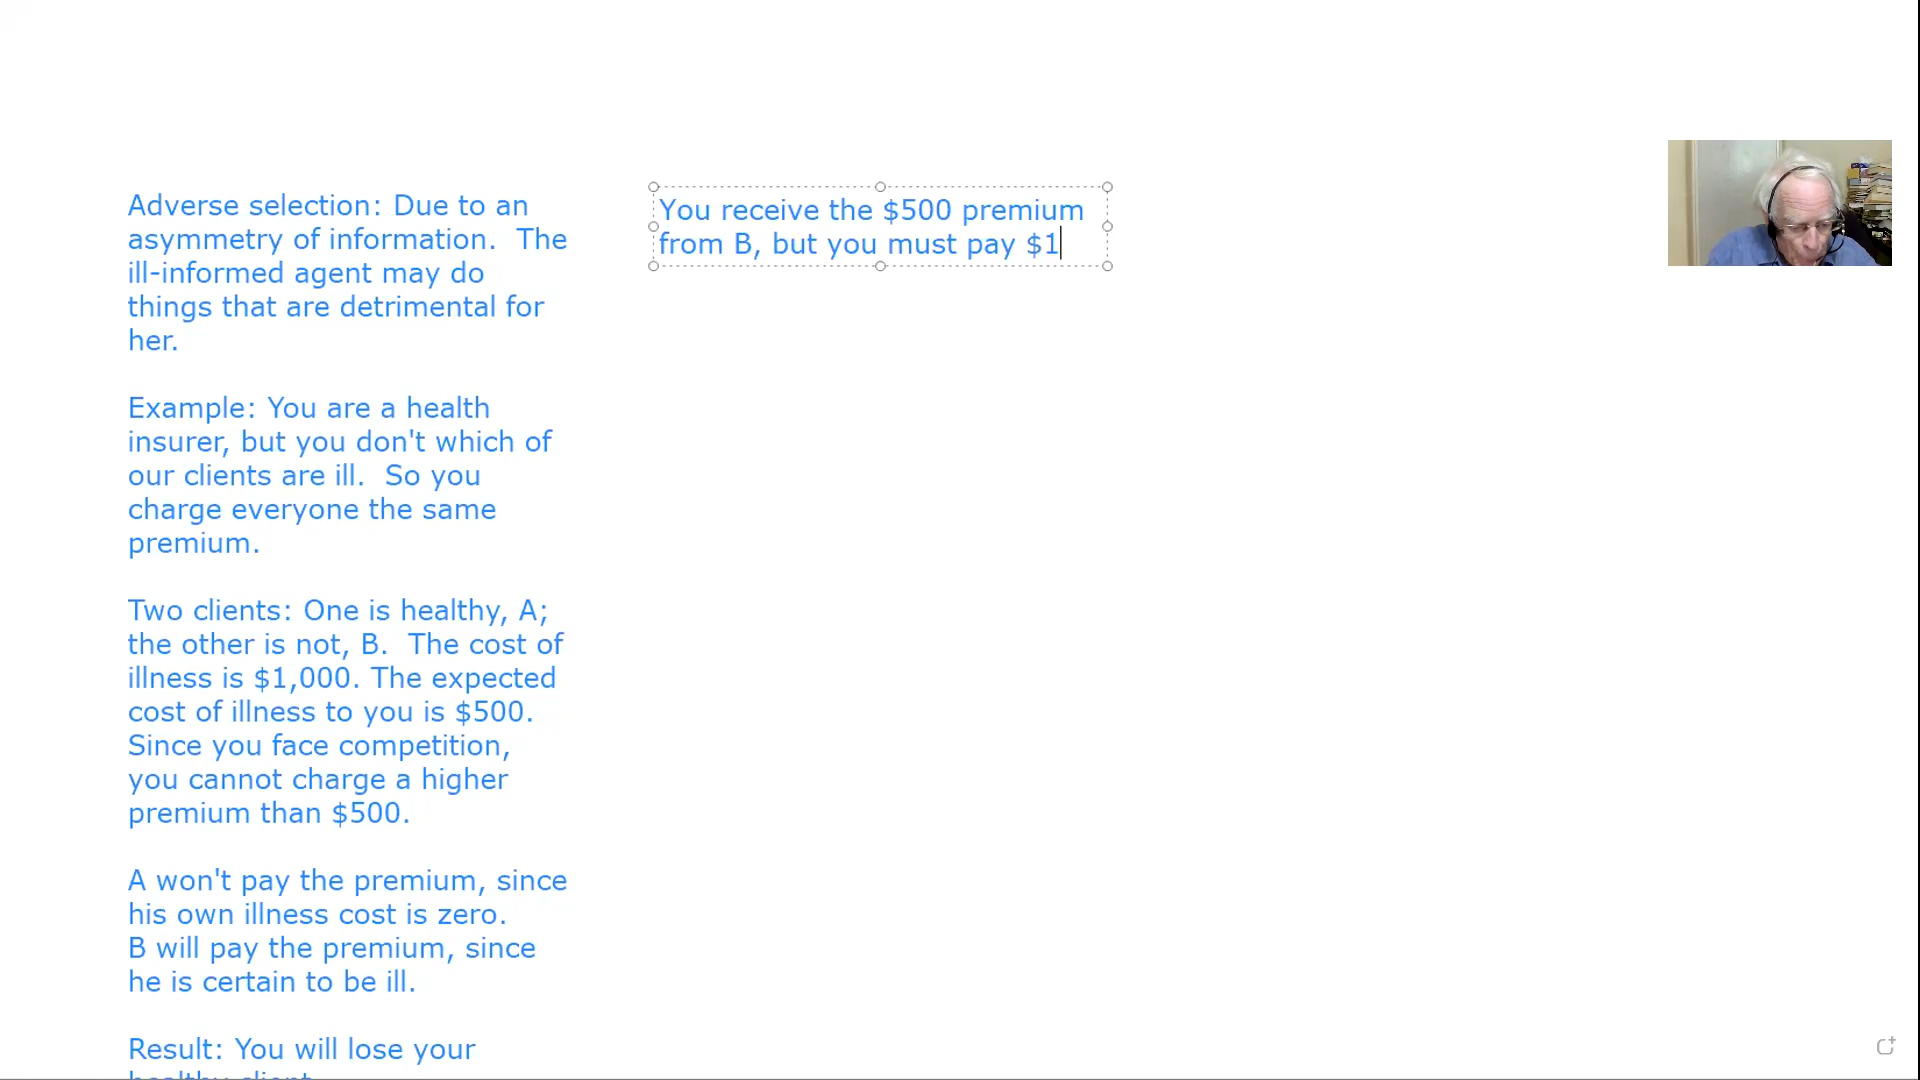 Adverse selection: Due to an
asymmetry of information.  The
ill-informed agent may do
things that are detrimental for
her.
Example: You are a health
insurer, but you don't which of
our clients are ill.  So you
charge everyone the same
premium.
Two clients: One is healthy, A;
the other is not, B.  The cost of
illness is $1,000. The expected
cost of illness to you is $500.
Since you face competition,
you cannot charge a higher
premium than $500.
A won't pay the premium, since
his own illness cost is zero.
B will pay the premium, since
he is certain to be ill.
Result: You will lose your
healthy client
You receive the $500 premium
from B, but you must pay $1